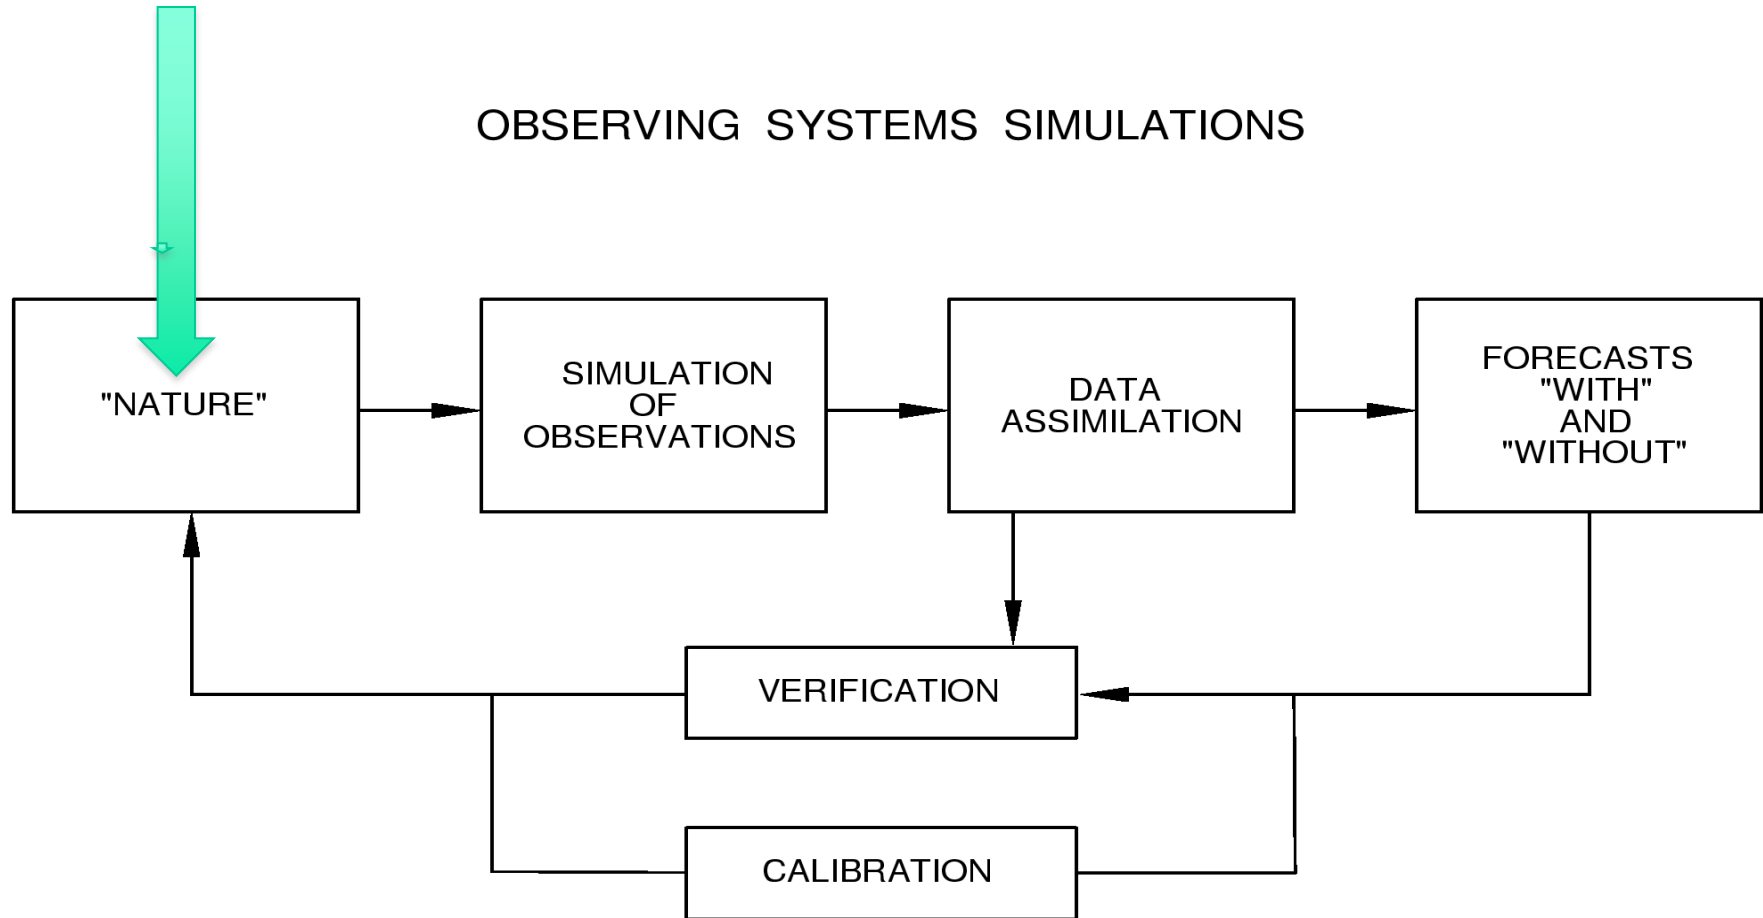 OBSERVING SYSTEMS SIMULATIONS
"NATURE"
SIMULATION
OF
OBSERVATIONS
DATA
ASSIMILATION
FORECASTS
"WITH"
AND
"WITHOUT"
VERIFICATION
CALIBRATION